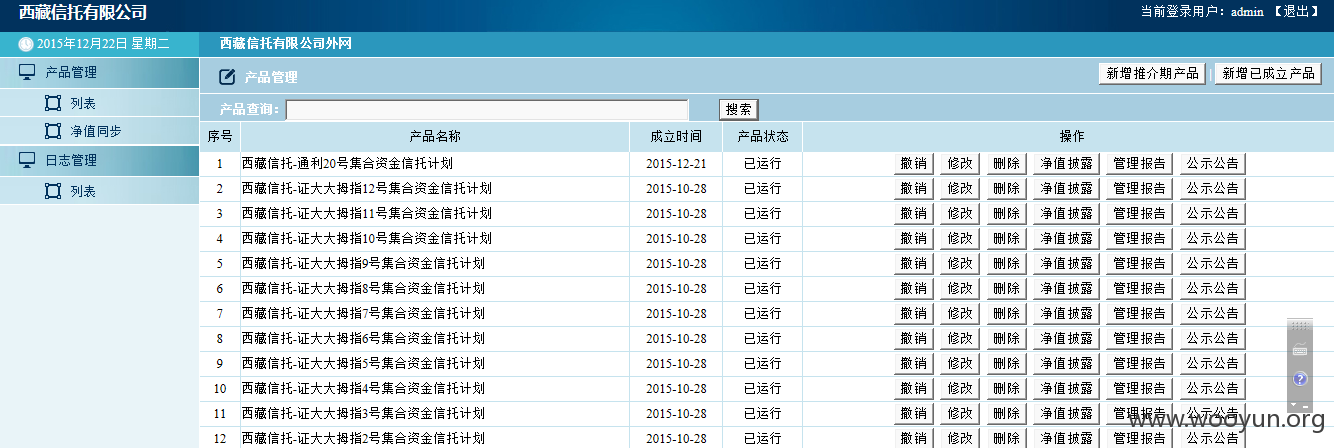 西藏信托有限公司 当前登录用户：admin 【退出】
2015年12月22日 星期二 西藏信托有限公司外网
产品管理 产品管理 新增推介期产品 | 新增已成立产品
列表 产品查询： 搜索
净值同步 序号 产品名称 成立时间 产品状态 操作
日志管理 1 西藏信托-通利20号集合资金信托计划 2015-12-21 已运行 撤销 修改 删除 净值披露 管理报告 公示公告
列表 2 西藏信托-证大大拇指12号集合资金信托计划 2015-10-28 已运行 撤销 修改 删除 净值披露 管理报告 公示公告
3 西藏信托-证大大拇指11号集合资金信托计划 2015-10-28 已运行 撤销 修改 删除 净值披露 管理报告 公示公告
4 西藏信托-证大大拇指10号集合资金信托计划 2015-10-28 已运行 撤销 修改 删除 净值披露 管理报告 公示公告
5 西藏信托-证大大拇指9号集合资金信托计划 2015-10-28 已运行 撤销 修改 删除 净值披露 管理报告 公示公告
6 西藏信托-证大大拇指8号集合资金信托计划 2015-10-28 已运行 撤销 修改 删除 净值披露 管理报告 公示公告
7 西藏信托-证大大拇指7号集合资金信托计划 2015-10-28 已运行 撤销 修改 删除 净值披露 管理报告 公示公告
8 西藏信托-证大大拇指6号集合资金信托计划 2015-10-28 已运行 撤销 修改 删除 净值披露 管理报告 公示公告
9 西藏信托-证大大拇指5号集合资金信托计划 2015-10-28 已运行 撤销 修改 删除 净值披露 管理报告 公示公告
10 西藏信托-证大大拇指4号集合资金信托计划 2015-10-28 已运行 撤销 修改 删除 净值披露 管理报告 公示公告
11 西藏信托-证大大拇指3号集合资金信托计划 2015-10-28 已运行 撤销 修改 删除 净值披露 管理报告 公示公告
12 西藏信托-证大大拇指2号集合资金信托计划 2015-10-28 已运行 撤销 修改 删除 净值披露 管理报告 公示公告
www.wooyun.org